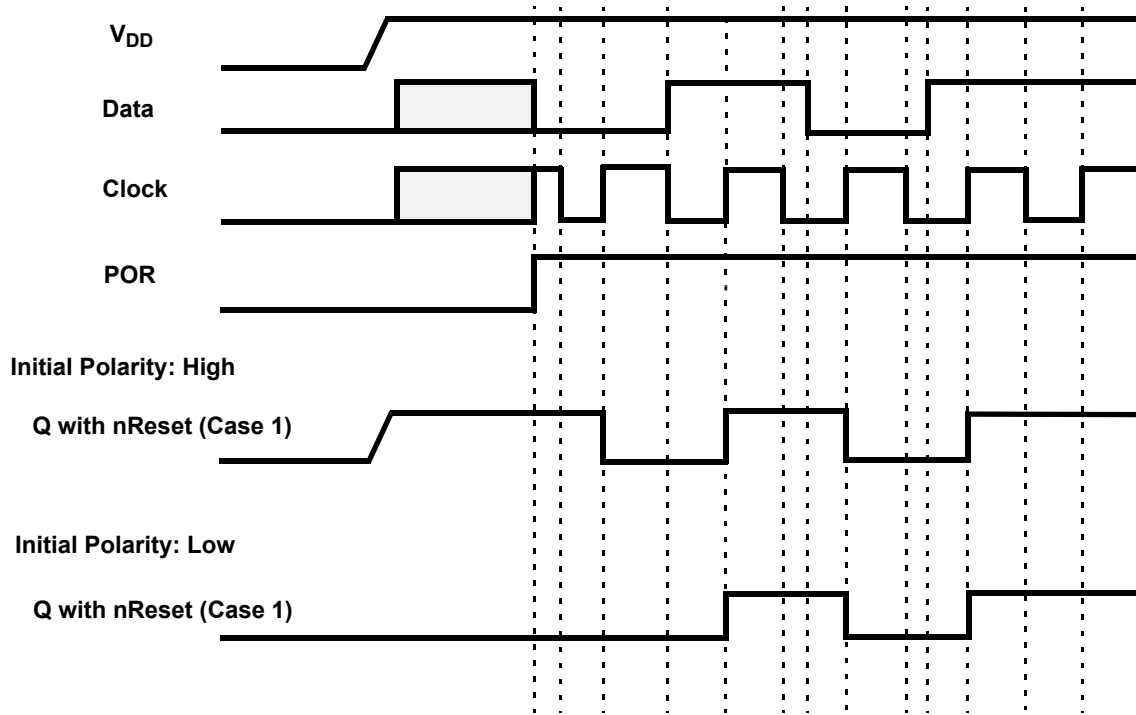 VDD
Data
Clock
POR
Initial Polarity: High
Q with nReset (Case 1)
Initial Polarity: Low
Q with nReset (Case 1)